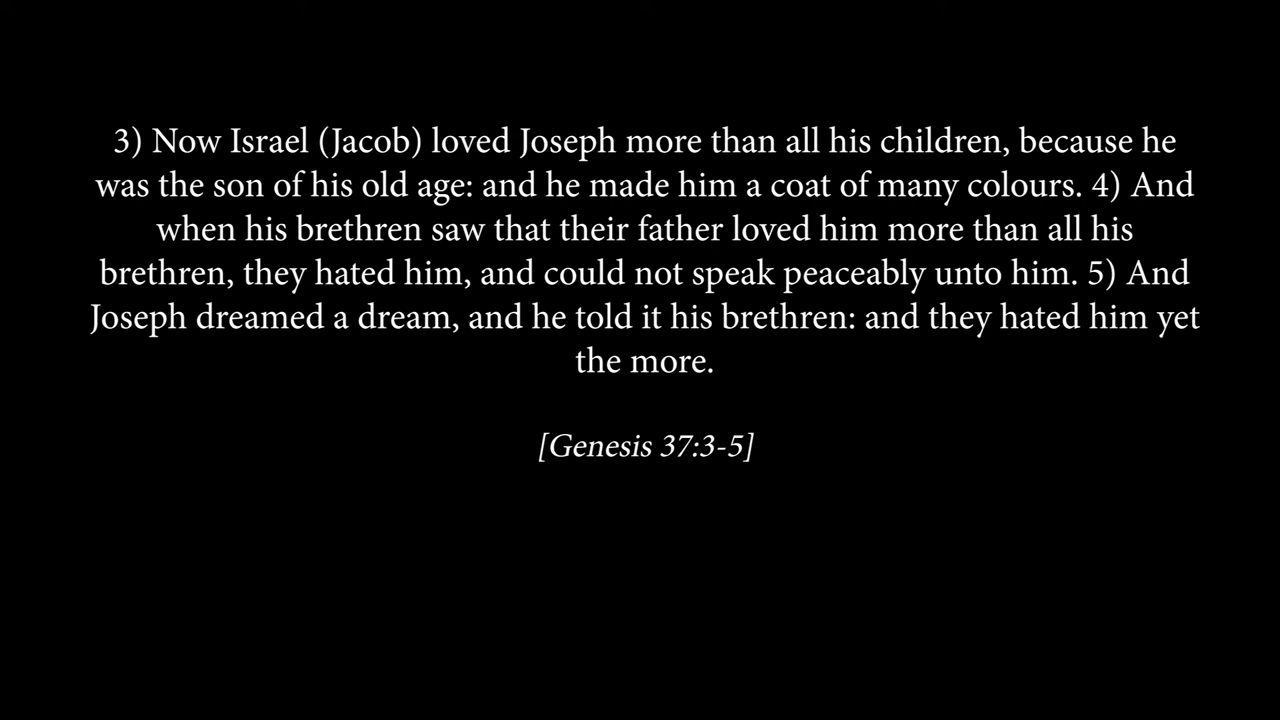 3) Now Israel (Jacob) loved Joseph more than all his children, because he
was the son of his old age: and he made him a coat of many colours. 4) And
when his brethren saw that their father loved him more than all his
brethren, they hated him, and could not speak peaceably unto him. 5) And
Joseph dreamed a dream, and he told it his brethren: and they hated him yet
the more.
[Genesis 37:3-5]